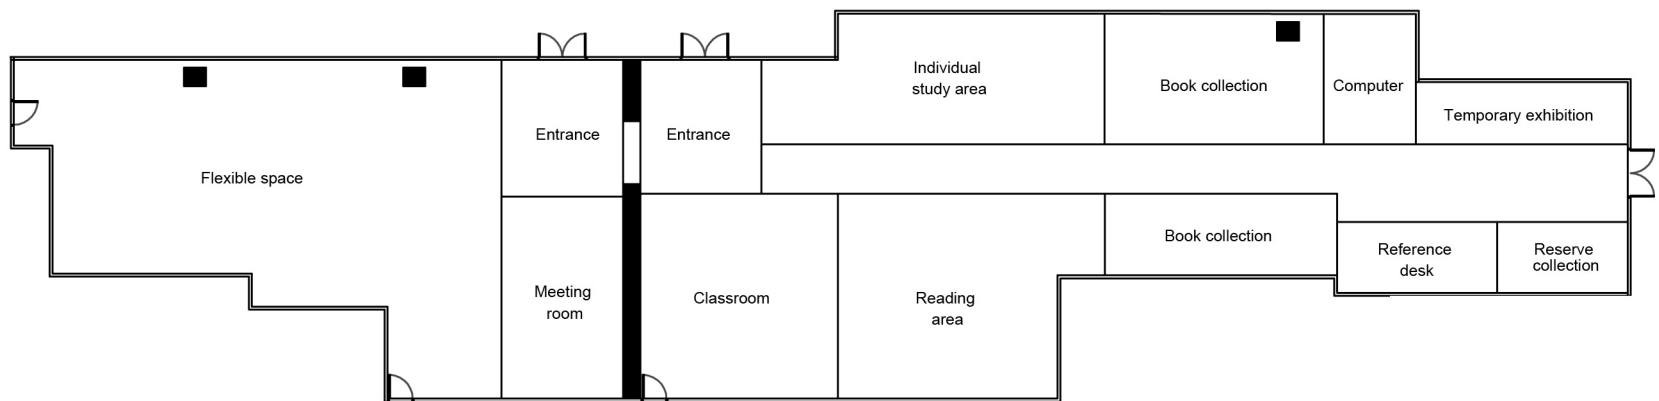 Individual
study area
Book collection
Computer
Temporary exhibition
Entrance
Entrance
Flexible space
Book collection
Reference
desk
Reserve
collection
Meeting
room
Classroom
Reading
area